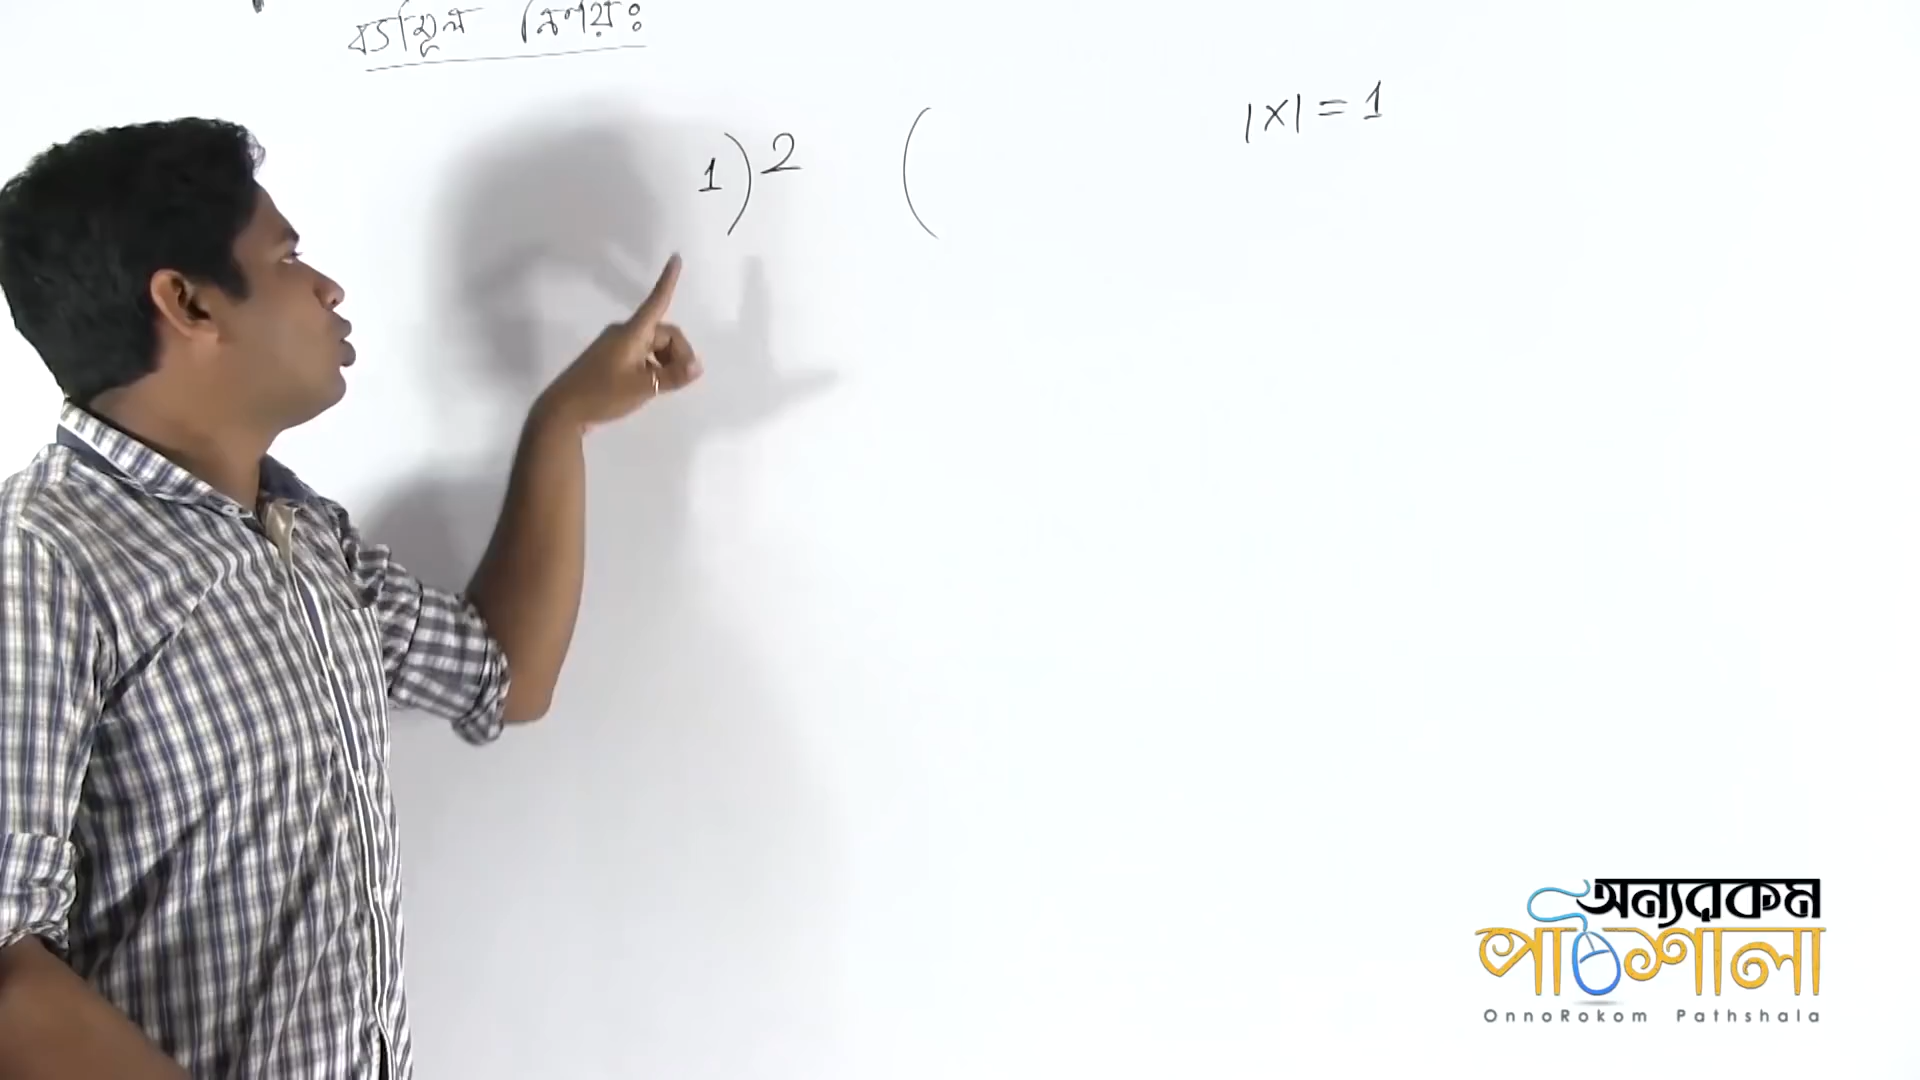 বর্গমূল নির্ণয়ঃ
1) 2 (
1×1 = 1
অন্যরকম
পাঠশালা
OnnoRokom Pathshala